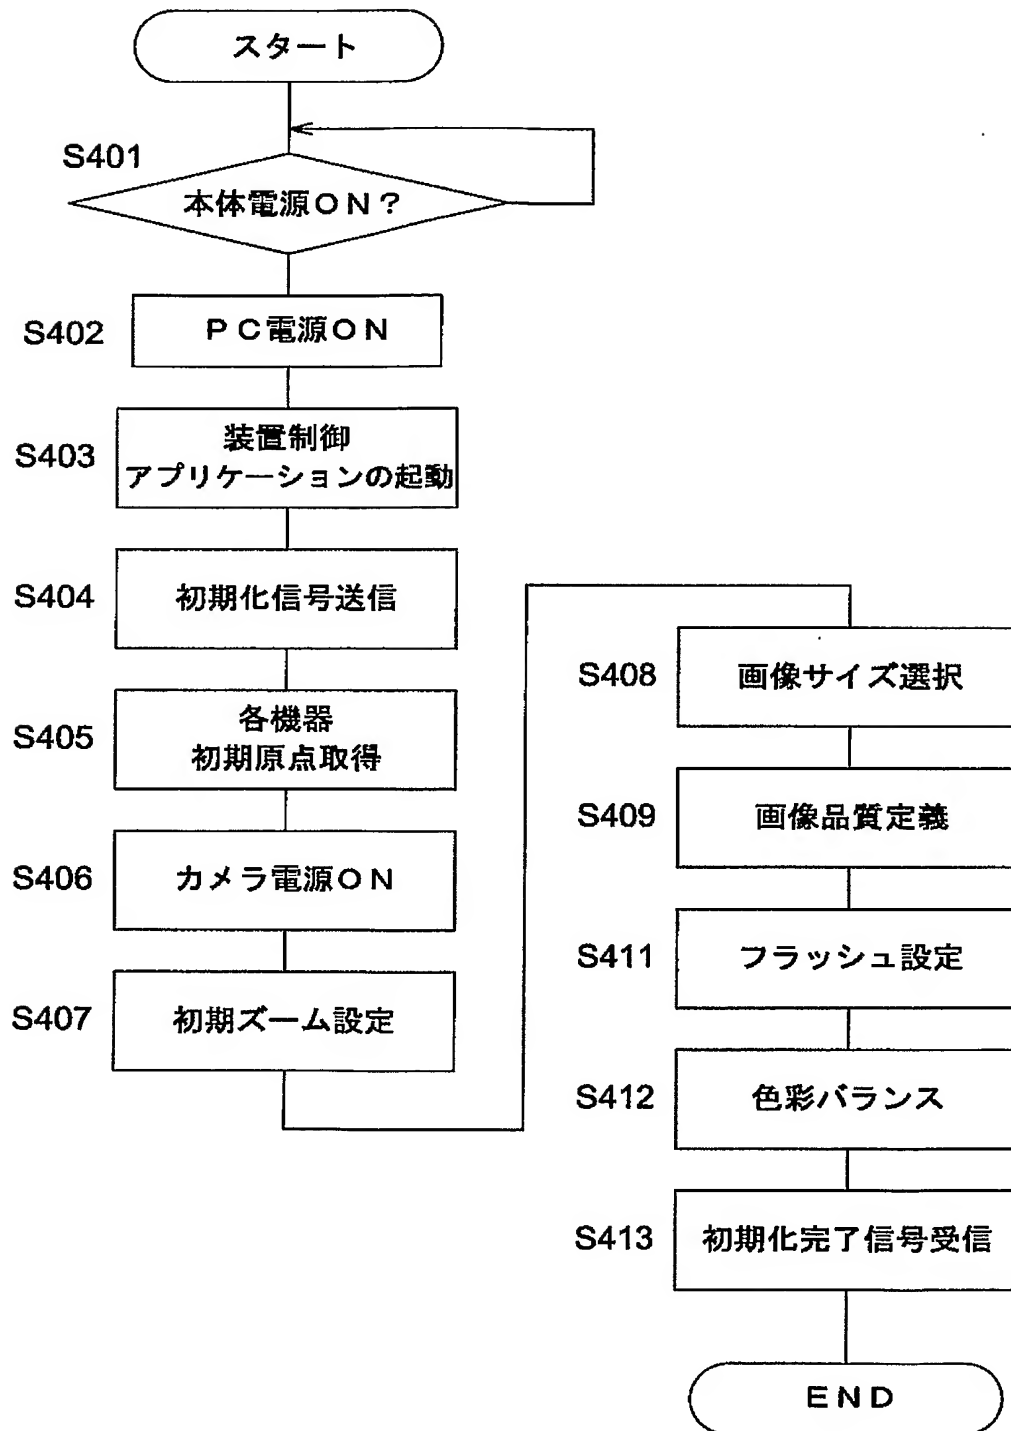 スタート
S401
本体電源ON?
S402
PC電源ON
S403
装置制御
アプリケーションの起動
S404
初期化信号送信
S405
各機器
初期原点取得
S406
カメラ電源ON
S407
初期ズーム設定
S408
画像サイズ選択
S409
画像品質定義
S411
フラッシュ設定
S412
色彩バランス
S413
初期化完了信号受信
END